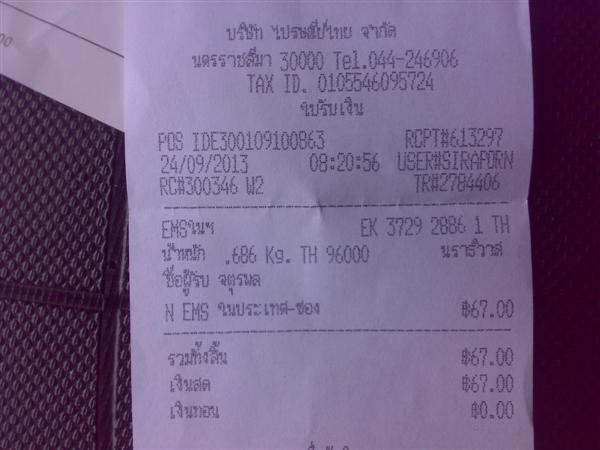 บริษัท ไปรษณีย์ไทย จำกัด
นครราชสีมา 30000 Tel.044-246906
TAX ID. 0105546095724
ใบรับเงิน
POS IDE300109100863 RCPT#613297
24/09/2013 08:20:56 USER#SIRAPORN
RC#300346 W2 TR#2784406
EMSในฯ EK 3729 2886 1 TH
น้ำหนัก .686 Kg. TH 96000 นราธิวาส
ชื่อผู้รับ จตุรพล
N EMS ในประเทศ-ซอง ฿67.00
รวมทั้งสิ้น ฿67.00
เงินสด ฿67.00
เงินทอน ฿0.00